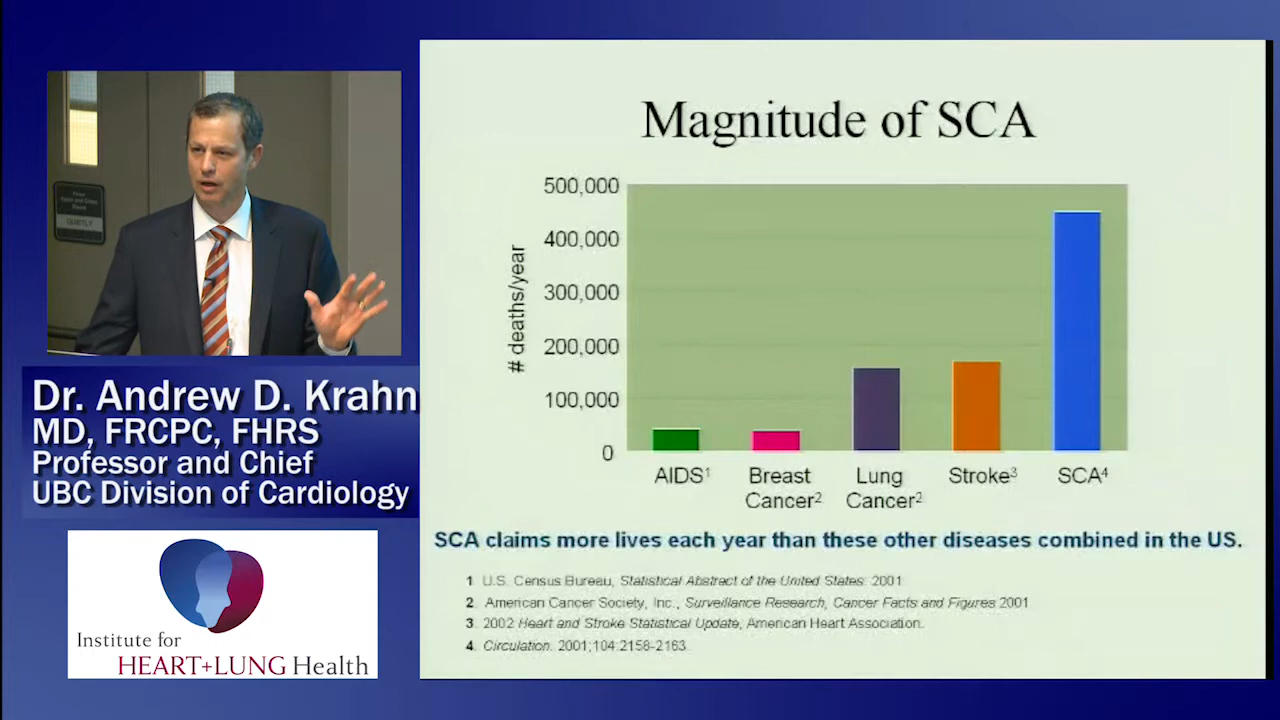 Magnitude of SCA
500,000
400,000
300,000
200,000
100,000
0
# deaths/year
AIDS1
Breast Cancer2
Lung Cancer2
Stroke3
SCA4
SCA claims more lives each year than these other diseases combined in the US.
1 U.S. Census Bureau, Statistical Abstract of the United States: 2001
2. American Cancer Society, Inc., Surveillance Research, Cancer Facts and Figures 2001
3. 2002 Heart and Stroke Statistical Update, American Heart Association.
4. Circulation. 2001;104:2158-2163.
QUIETLY
Dr. Andrew D. Krahn
MD, FRCPC, FHRS
Professor and Chief
UBC Division of Cardiology
Institute for
HEART+LUNG Health